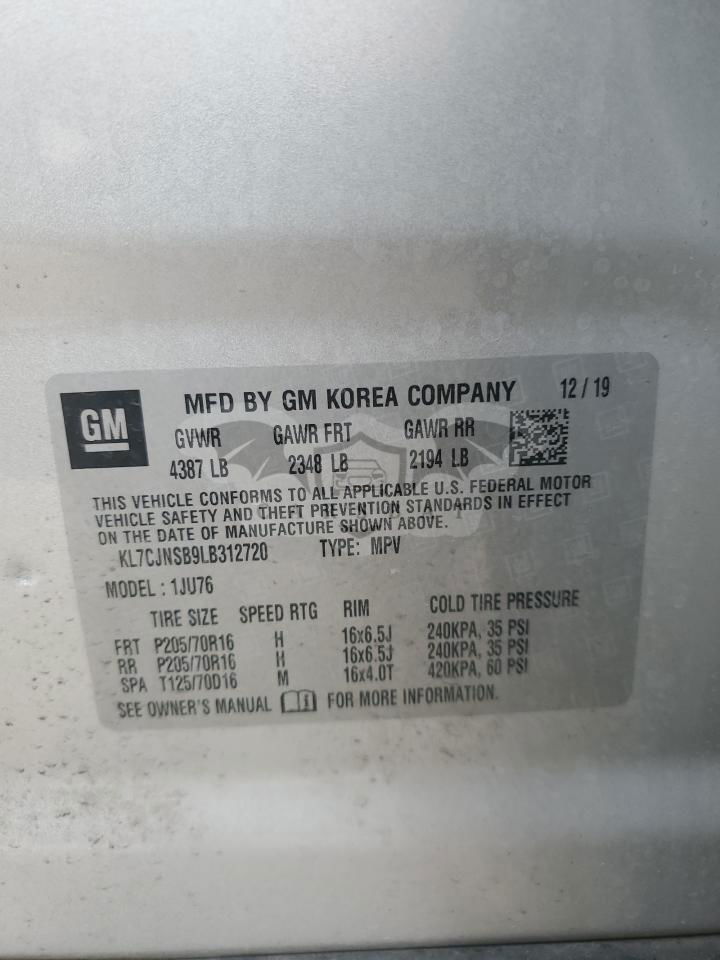 GM
MFD BY GM KOREA COMPANY 12 / 19
GVWR GAWR FRT GAWR RR
4387 LB 2348 LB 2194 LB
THIS VEHICLE CONFORMS TO ALL APPLICABLE U.S. FEDERAL MOTOR
VEHICLE SAFETY AND THEFT PREVENTION STANDARDS IN EFFECT
ON THE DATE OF MANUFACTURE SHOWN ABOVE.
KL7CJNSB9LB312720 TYPE: MPV
MODEL : 1JU76
TIRE SIZE SPEED RTG RIM COLD TIRE PRESSURE
FRT P205/70R16 H 16x6.5J 240KPA, 35 PSI
RR P205/70R16 H 16x6.5J 240KPA, 35 PSI
SPA T125/70D16 M 16x4.0T 420KPA, 60 PSI
SEE OWNER'S MANUAL FOR MORE INFORMATION.